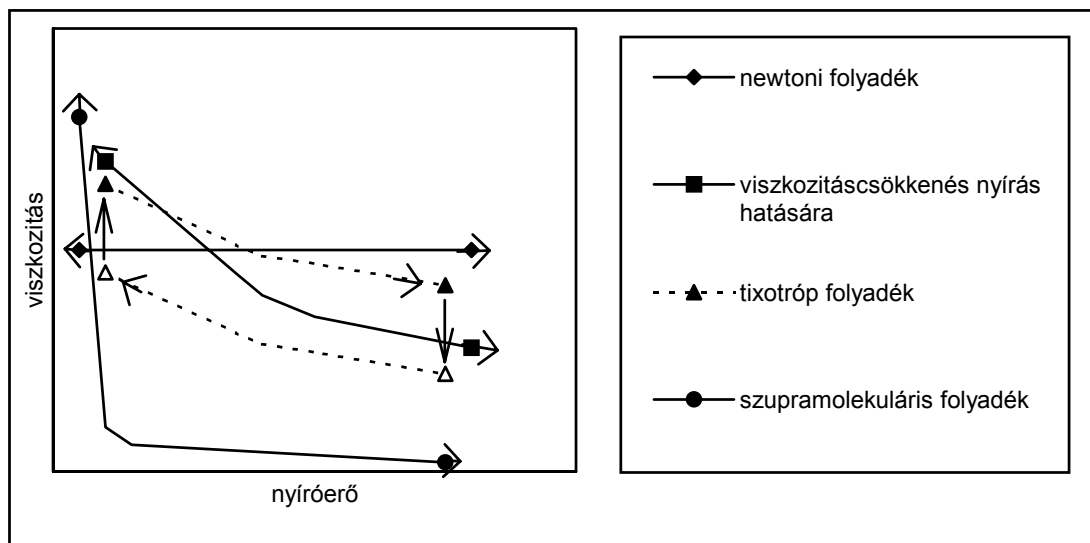 viszkozitás
nyíróerő
newtoni folyadék
viszkozitáscsökkenés nyírás
hatására
tixotróp folyadék
szupramolekuláris folyadék